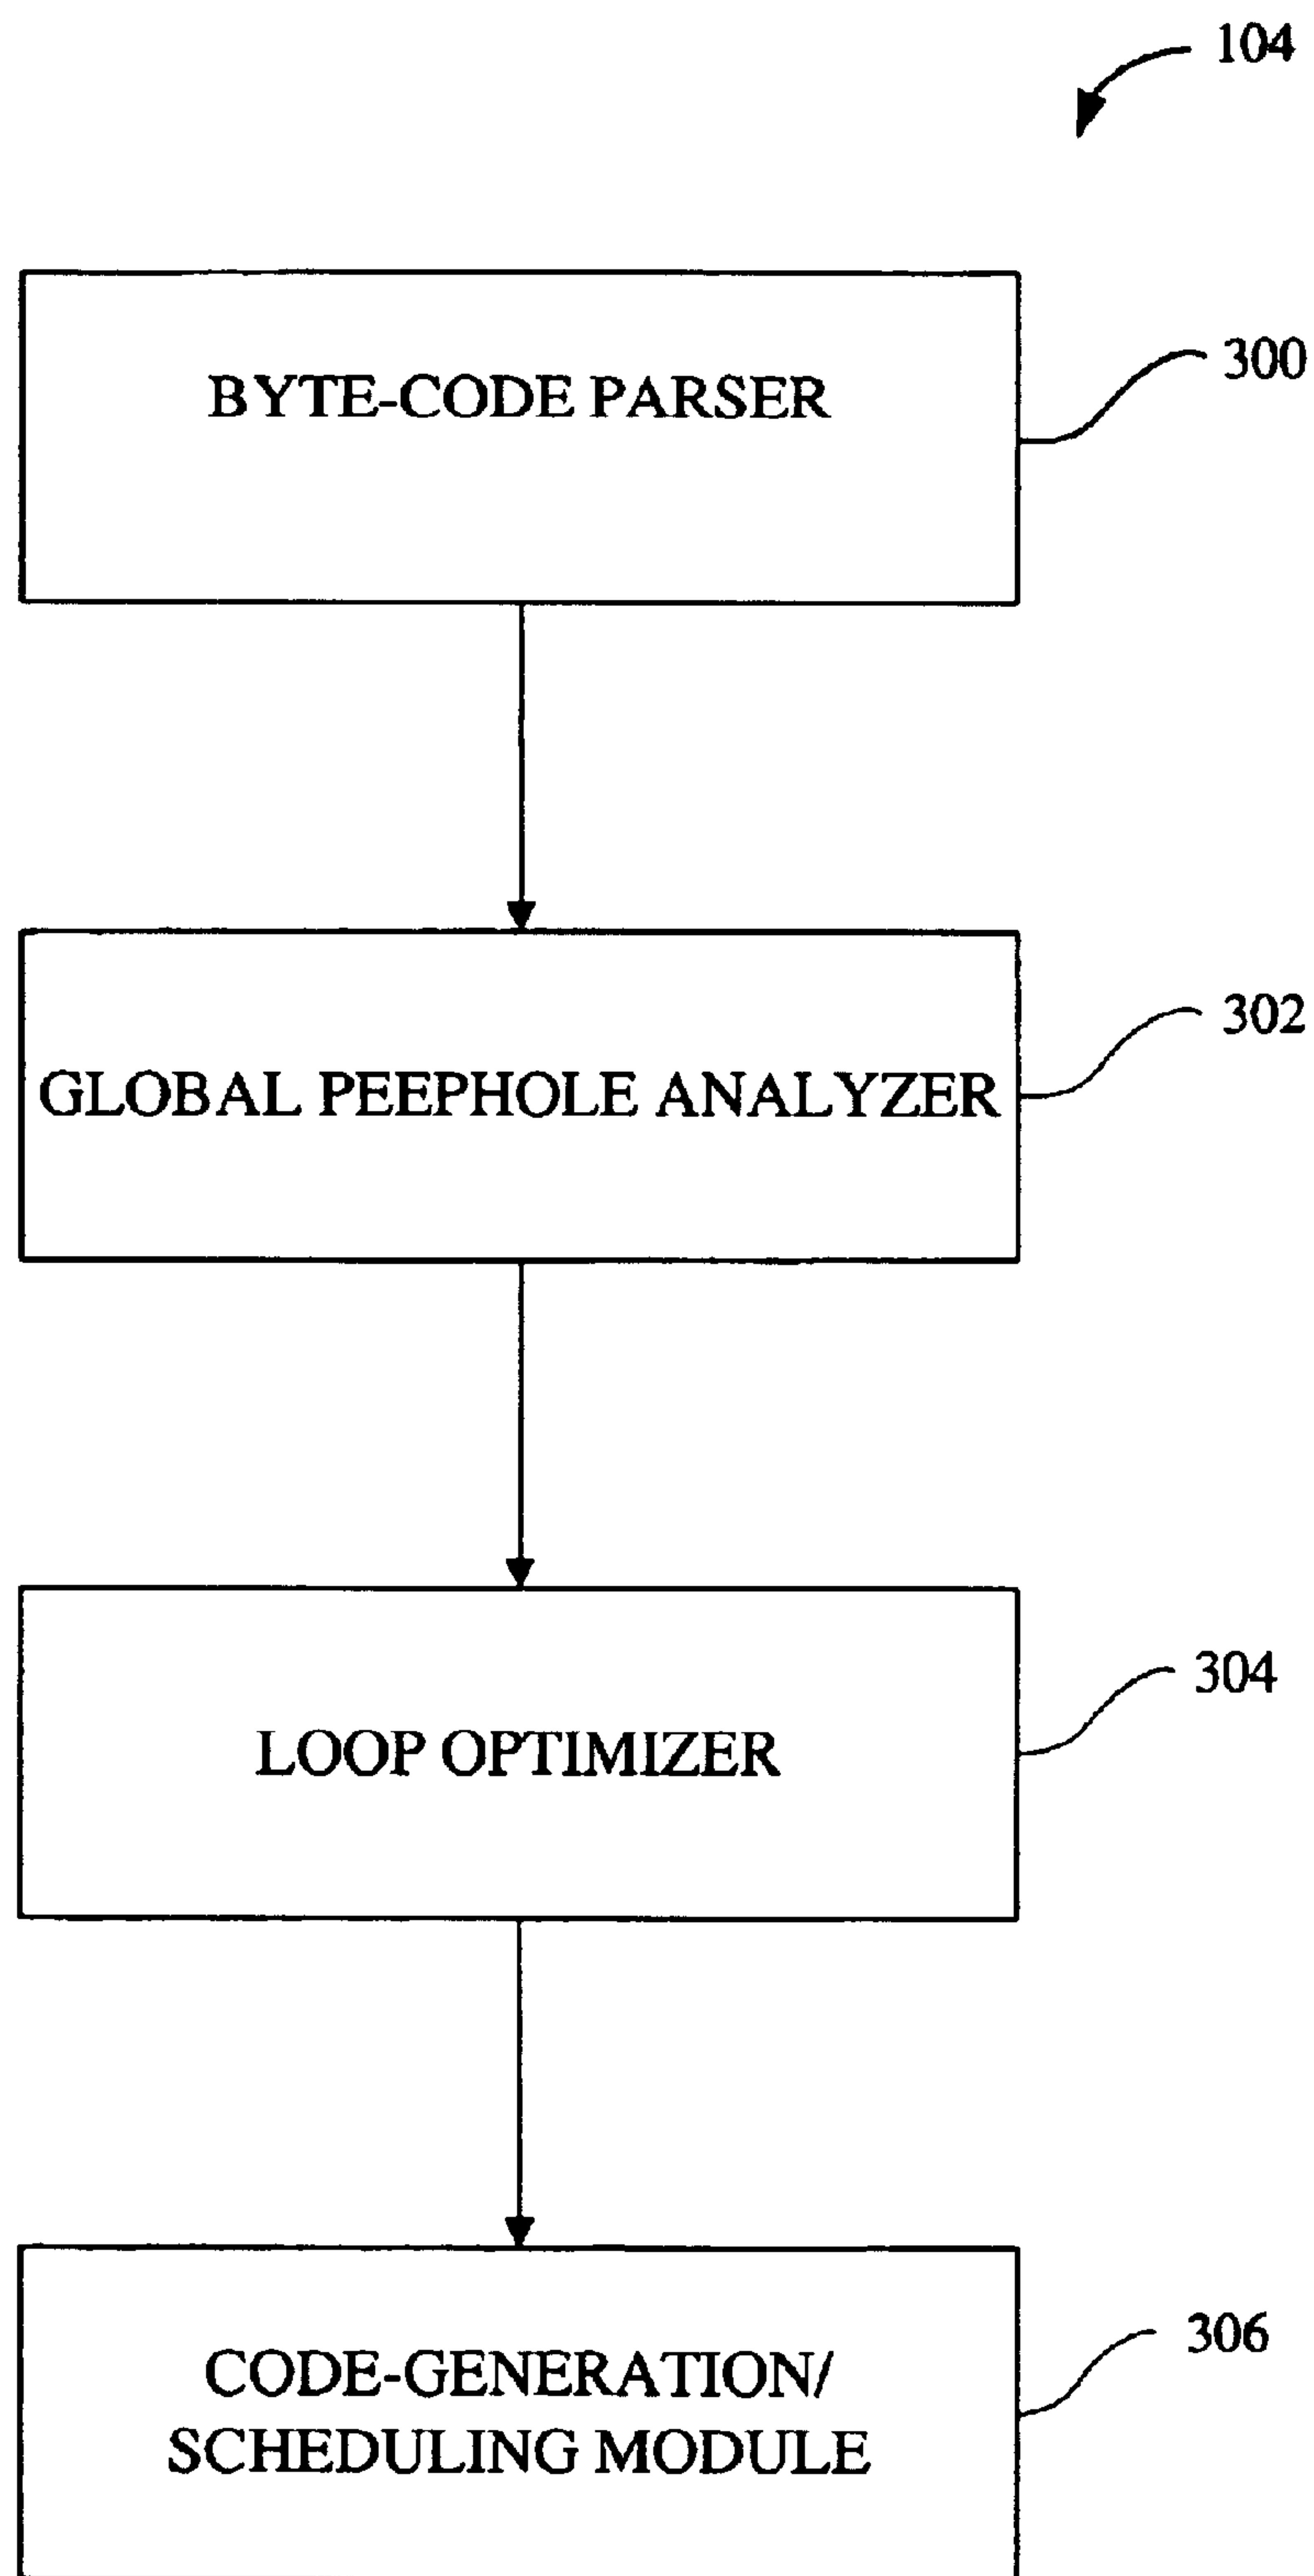 104
BYTE-CODE PARSER
300
GLOBAL PEEPHOLE ANALYZER
302
LOOP OPTIMIZER
304
CODE-GENERATION/
SCHEDULING MODULE
306